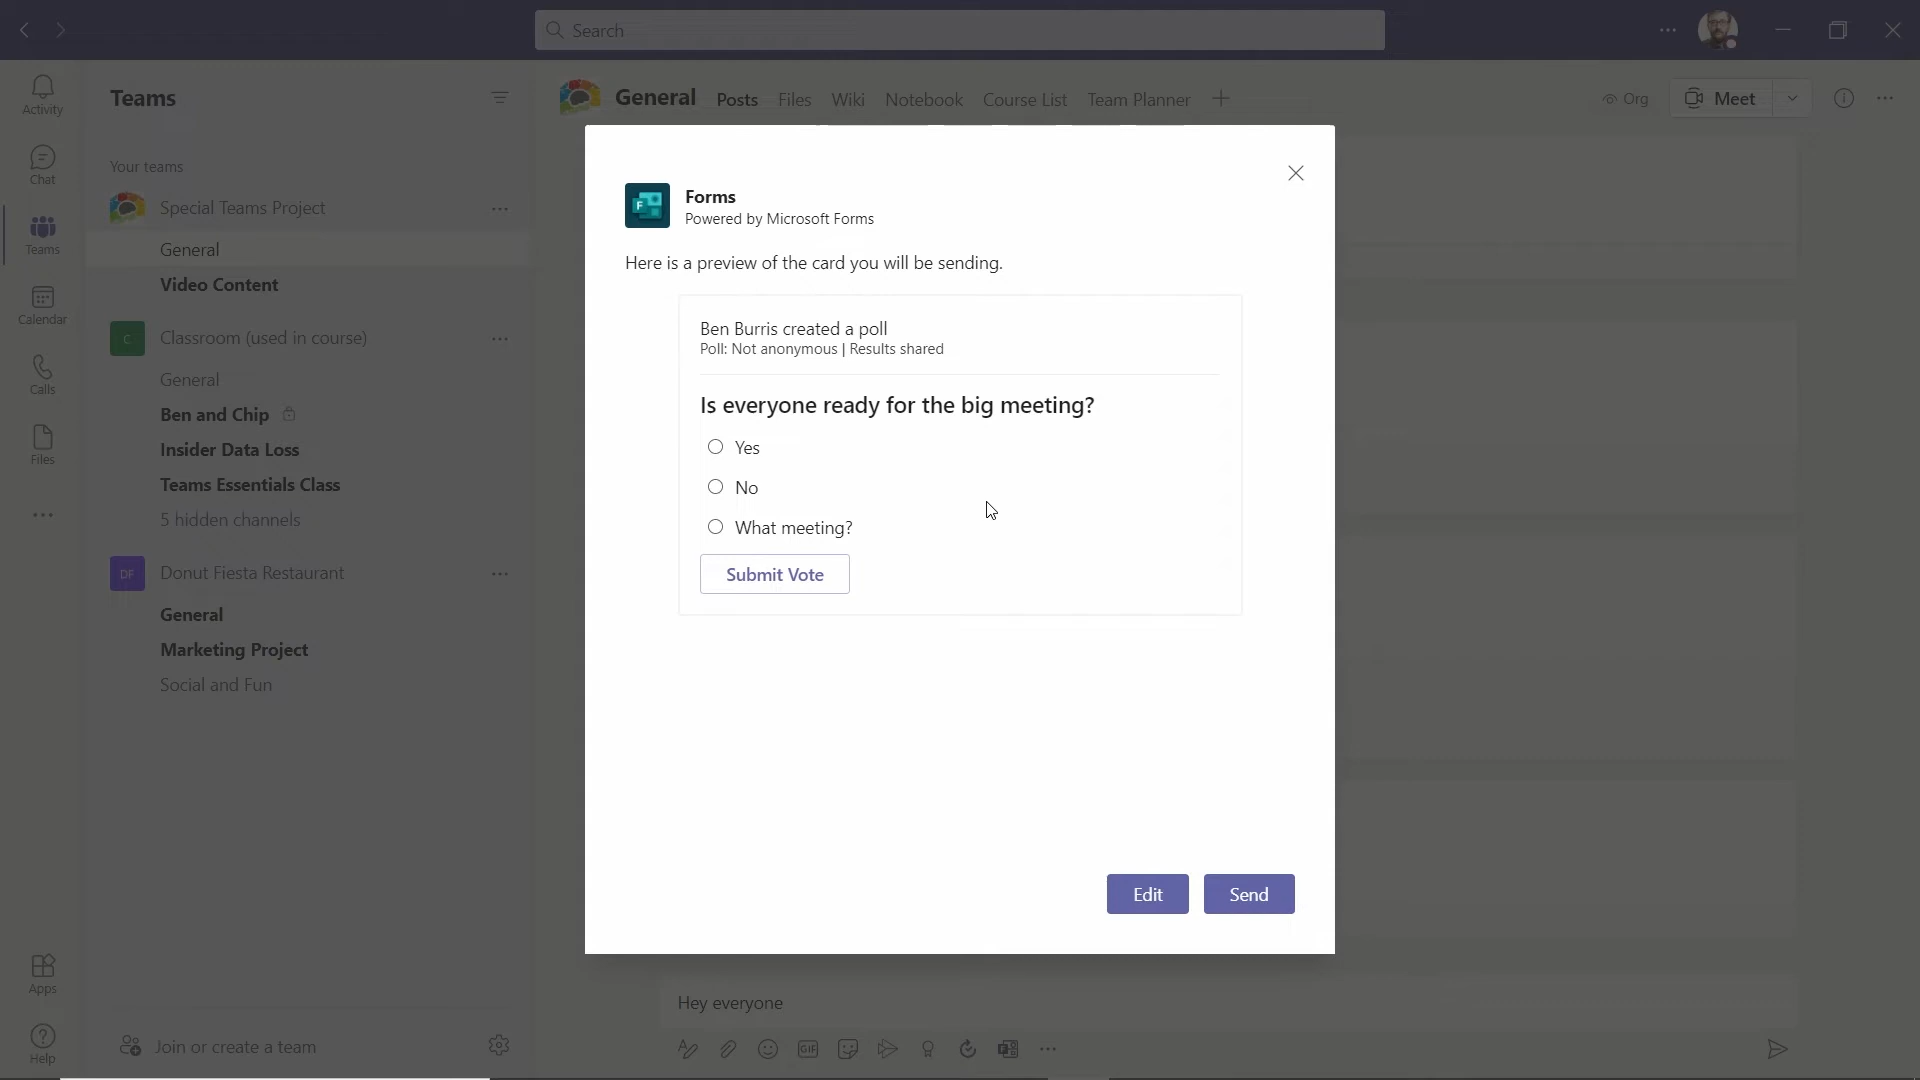 Search
Activity
Chat
Teams
Calendar
Calls
Files
Apps
Help
Teams
Your teams
Special Teams Project
General
Video Content
C
Classroom (used in course)
General
Ben and Chip
Insider Data Loss
Teams Essentials Class
5 hidden channels
DF
Donut Fiesta Restaurant
General
Marketing Project
Social and Fun
Join or create a team
General Posts Files Wiki Notebook Course List Team Planner
Org
Meet
F
Forms
Powered by Microsoft Forms
Here is a preview of the card you will be sending.
Ben Burris created a poll
Poll: Not anonymous | Results shared
Is everyone ready for the big meeting?
Yes
No
What meeting?
Submit Vote
Edit
Send
Hey everyone
GIF